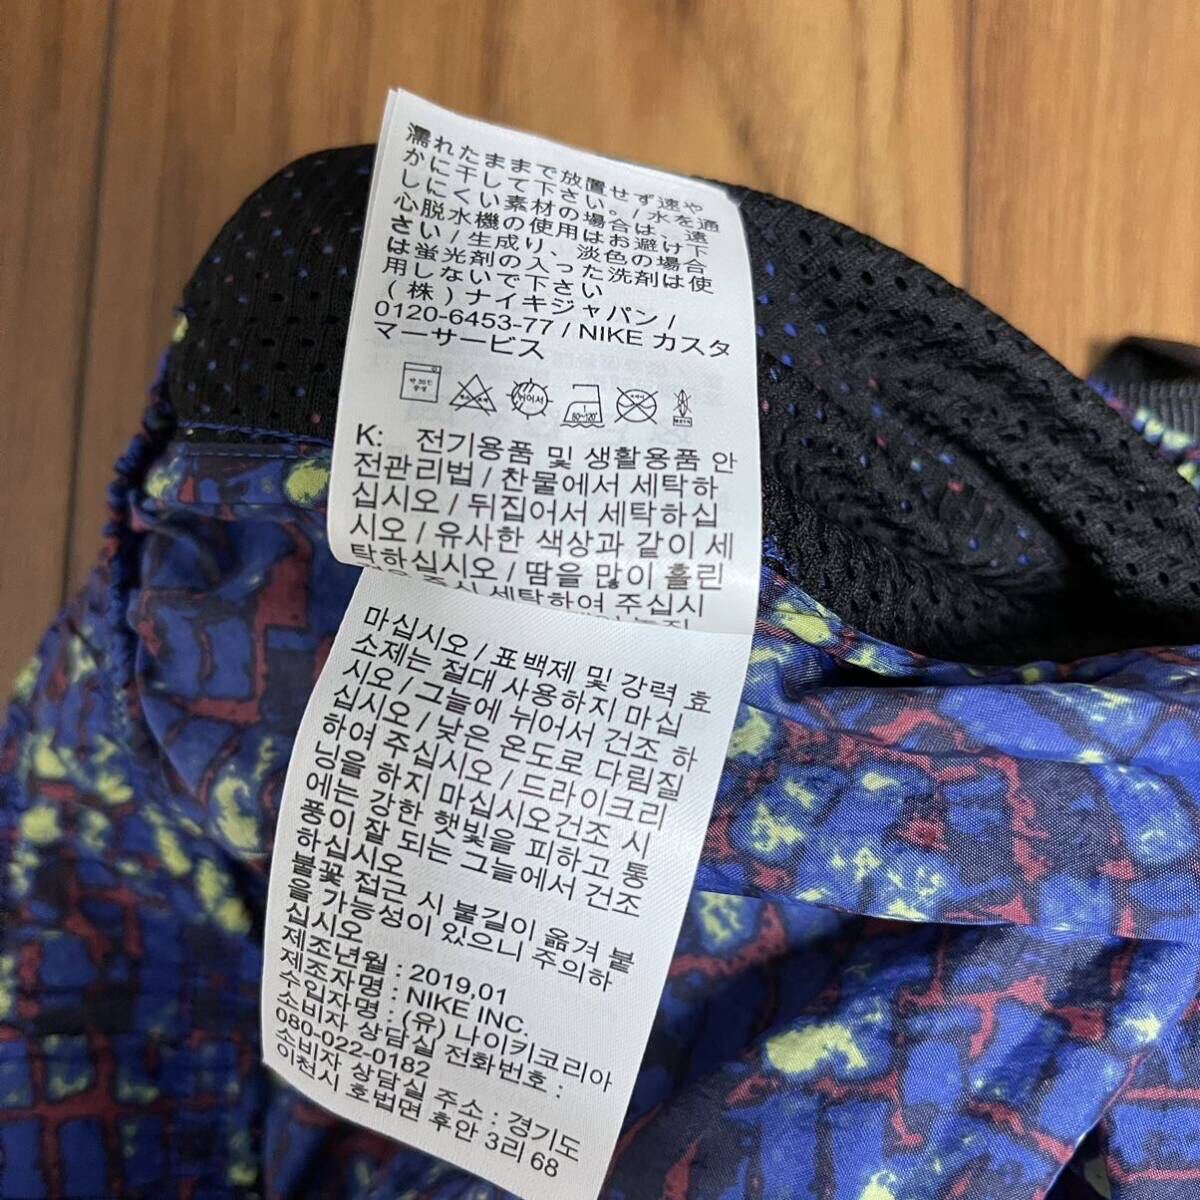 濡れたままで放置せず速や
かに干して下さい。/ 水を通
しにくい素材の場合は、遠
心脱水機の使用はお避け下
さい / 生成り、淡色の場合
は蛍光剤の入った洗剤は使
用しないで下さい
(株) ナイキジャパン /
0120-6453-77 / NIKE カスタ
マーサービス
약 30℃
중성
뉘어서
80~120℃
K: 전기용품 및 생활용품 안
전관리법 / 찬물에서 세탁하
십시오 / 뒤집어서 세탁하십
시오 / 유사한 색상과 같이 세
탁하십시오 / 땀을 많이 흘린
세탁하여 주십시
마십시오 / 표백제 및 강력 효
소제는 절대 사용하지 마십
시오 / 그늘에 뉘어서 건조 하
십시오 / 낮은 온도로 다림질
하여 주십시오 / 드라이크리
닝을 하지 마십시오건조 시
에는 강한 햇빛을 피하고 통
풍이 잘 되는 그늘에서 건조
하십시오
불꽃 접근 시 불길이 옮겨 붙
을 가능성이 있으니 주의하
십시오
제조년월 : 2019,01
제조자명 : NIKE INC.
수입자명 : (유) 나이키코리아
소비자 상담실 전화번호 :
080-022-0182
소비자 상담실 주소 : 경기도
이천시 호법면 후안 3리 68